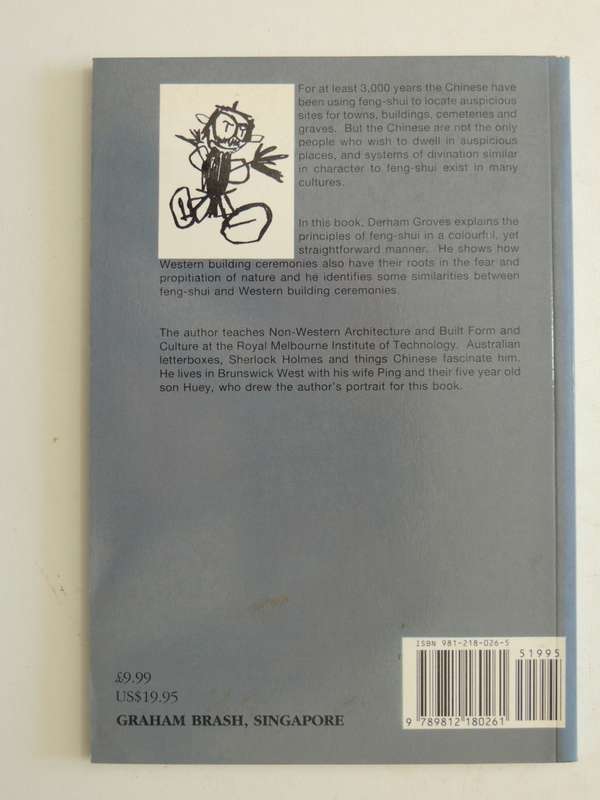 For at least 3,000 years the Chinese have
been using feng-shui to locate auspicious
sites for towns, buildings, cemeteries and
graves. But the Chinese are not the only
people who wish to dwell in auspicious
places, and systems of divination similar
in character to feng-shui exist in many
cultures.
In this book, Derham Groves explains the
principles of feng-shui in a colourful, yet
straightforward manner. He shows how
Western building ceremonies also have their roots in the fear and
propitiation of nature and he identifies some similarities between
feng-shui and Western building ceremonies.
The author teaches Non-Western Architecture and Built Form and
Culture at the Royal Melbourne Institute of Technology. Australian
letterboxes, Sherlock Holmes and things Chinese fascinate him.
He lives in Brunswick West with his wife Ping and their five year old
son Huey, who drew the author's portrait for this book.
ISBN 981-218-026-5
51995
9 789812 180261
£9.99
US$19.95
GRAHAM BRASH, SINGAPORE